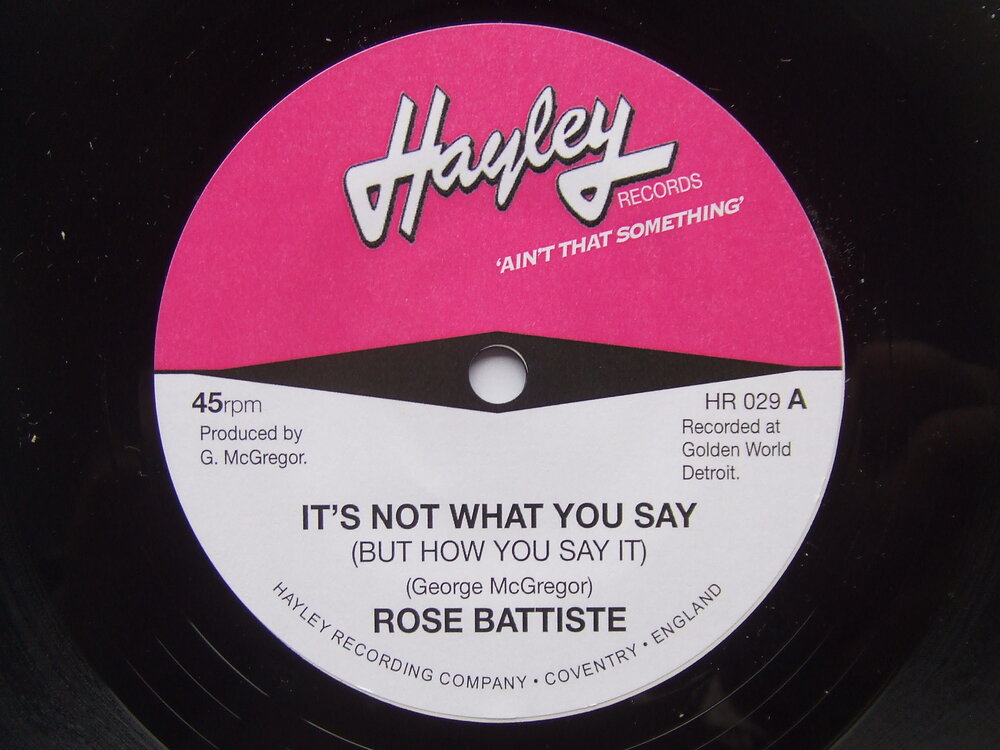 Hayley
RECORDS
'AIN'T THAT SOMETHING'
45rpm
Produced by
G. McGregor.
HR 029 A
Recorded at
Golden World
Detroit.
IT'S NOT WHAT YOU SAY
(BUT HOW YOU SAY IT)
(George McGregor)
ROSE BATTISTE
HAYLEY RECORDING COMPANY • COVENTRY • ENGLAND